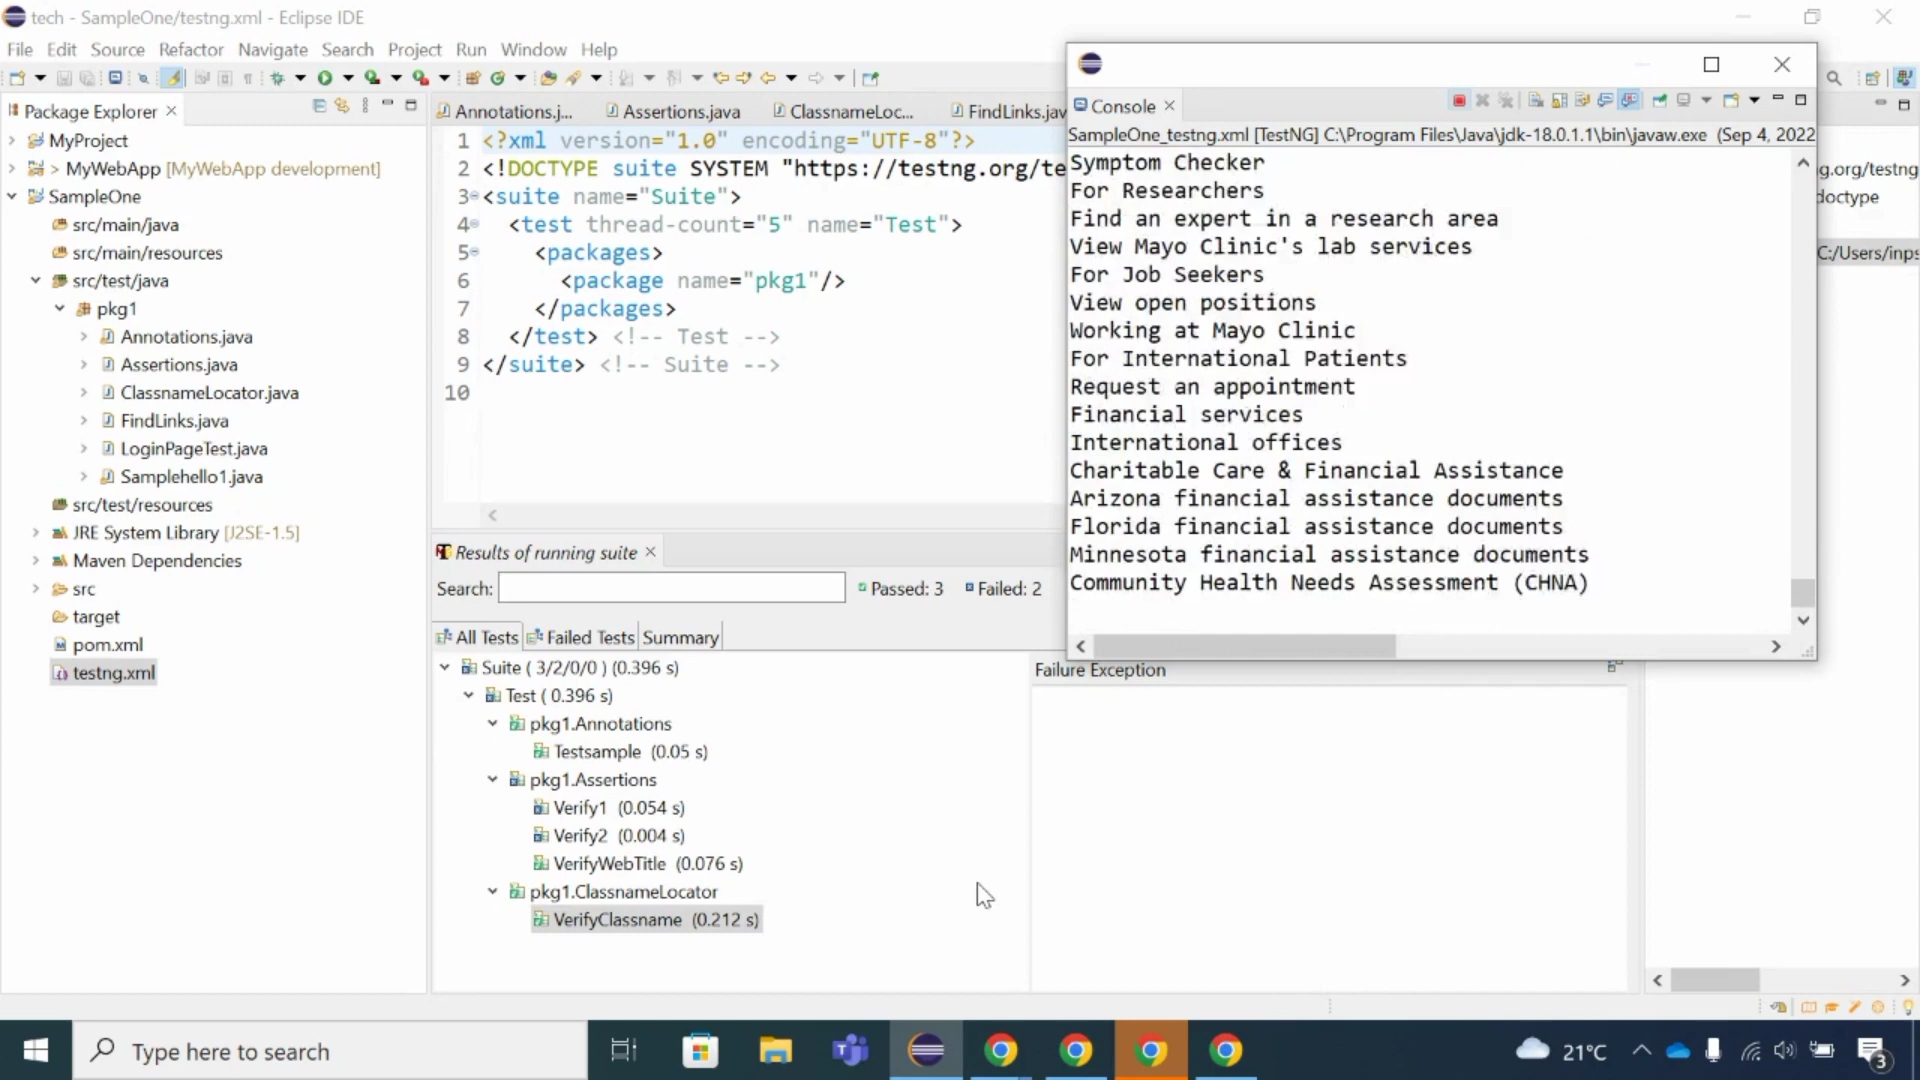 tech - SampleOne/testng.xml - Eclipse IDE
File Edit Source Refactor Navigate Search Project Run Window Help
Package Explorer
MyProject
> MyWebApp [MyWebApp development]
SampleOne
src/main/java
src/main/resources
src/test/java
pkg1
Annotations.java
Assertions.java
ClassnameLocator.java
FindLinks.java
LoginPageTest.java
Samplehello1.java
src/test/resources
JRE System Library [J2SE-1.5]
Maven Dependencies
src
target
pom.xml
testng.xml
Annotations.j... Assertions.java ClassnameLoc... FindLinks.jav
1 <?xml version="1.0" encoding="UTF-8"?>
2 <!DOCTYPE suite SYSTEM "https://testng.org/te
3 <suite name="Suite">
4 <test thread-count="5" name="Test">
5 <packages>
6 <package name="pkg1"/>
7 </packages>
8 </test> <!-- Test -->
9 </suite> <!-- Suite -->
10
Results of running suite
Search: Passed: 3 Failed: 2
All Tests Failed Tests Summary
Suite ( 3/2/0/0 ) (0.396 s)
Test ( 0.396 s)
pkg1.Annotations
Testsample (0.05 s)
pkg1.Assertions
Verify1 (0.054 s)
Verify2 (0.004 s)
VerifyWebTitle (0.076 s)
pkg1.ClassnameLocator
VerifyClassname (0.212 s)
Failure Exception
Console
SampleOne_testng.xml [TestNG] C:\Program Files\Java\jdk-18.0.1.1\bin\javaw.exe (Sep 4, 2022
Symptom Checker
For Researchers
Find an expert in a research area
View Mayo Clinic's lab services
For Job Seekers
View open positions
Working at Mayo Clinic
For International Patients
Request an appointment
Financial services
International offices
Charitable Care & Financial Assistance
Arizona financial assistance documents
Florida financial assistance documents
Minnesota financial assistance documents
Community Health Needs Assessment (CHNA)
g.org/testng
doctype
C:/Users/inps
Type here to search
21°C
3